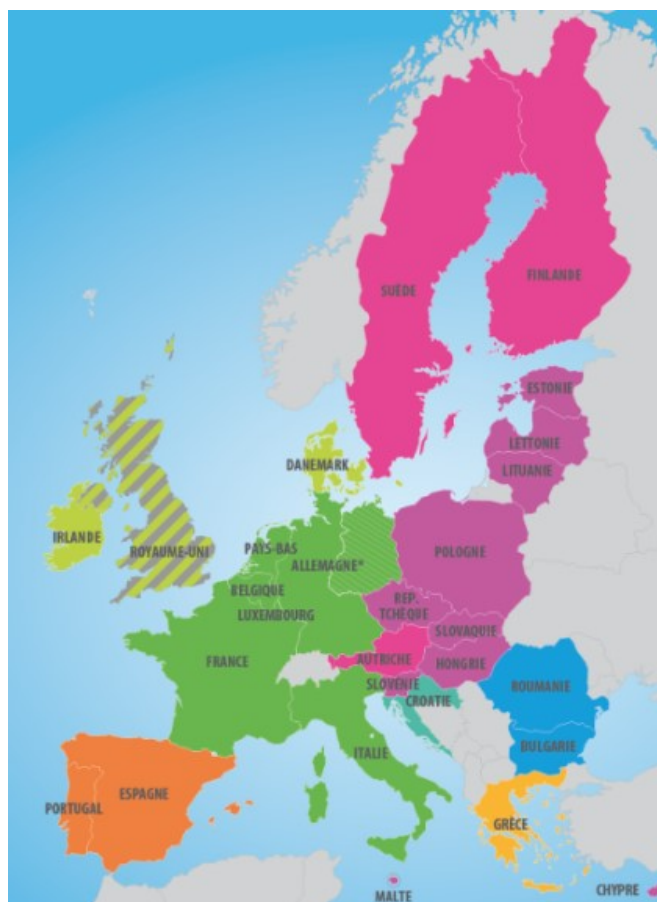 SUÈDE
FINLANDE
ESTONIE
LETTONIE
LITUANIE
DANEMARK
IRLANDE
ROYAUME-UNI
PAYS-BAS
ALLEMAGNE*
POLOGNE
BELGIQUE
LUXEMBOURG
RÉP.
TCHÈQUE
SLOVAQUIE
FRANCE
AUTRICHE
HONGRIE
SLOVÉNIE
CROATIE
ROUMANIE
ITALIE
BULGARIE
PORTUGAL
ESPAGNE
GRÈCE
MALTE
CHYPRE